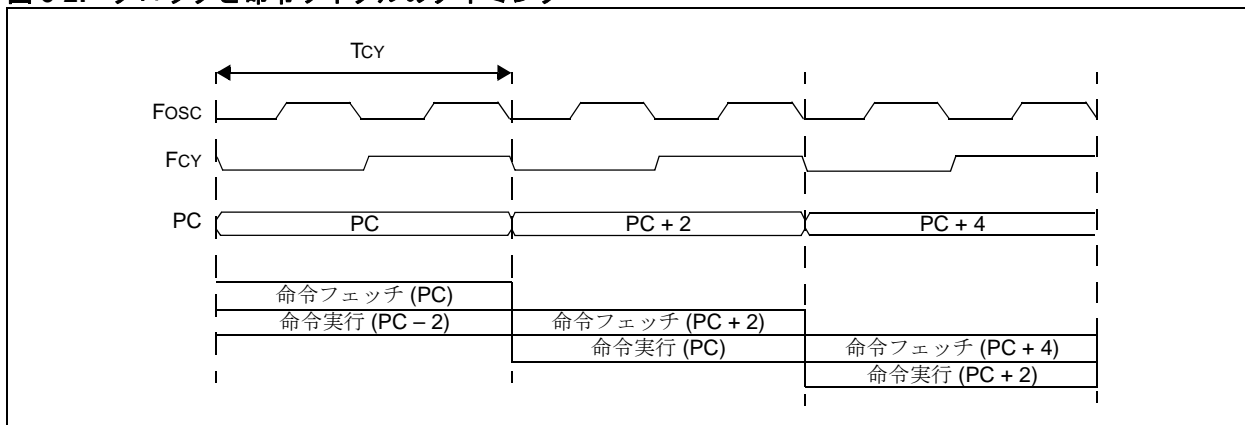 TCY
FOSC
FCY
PC
PC
PC + 2
PC + 4
命令フェッチ (PC)
命令実行 (PC – 2)
命令フェッチ (PC + 2)
命令実行 (PC)
命令フェッチ (PC + 4)
命令実行 (PC + 2)